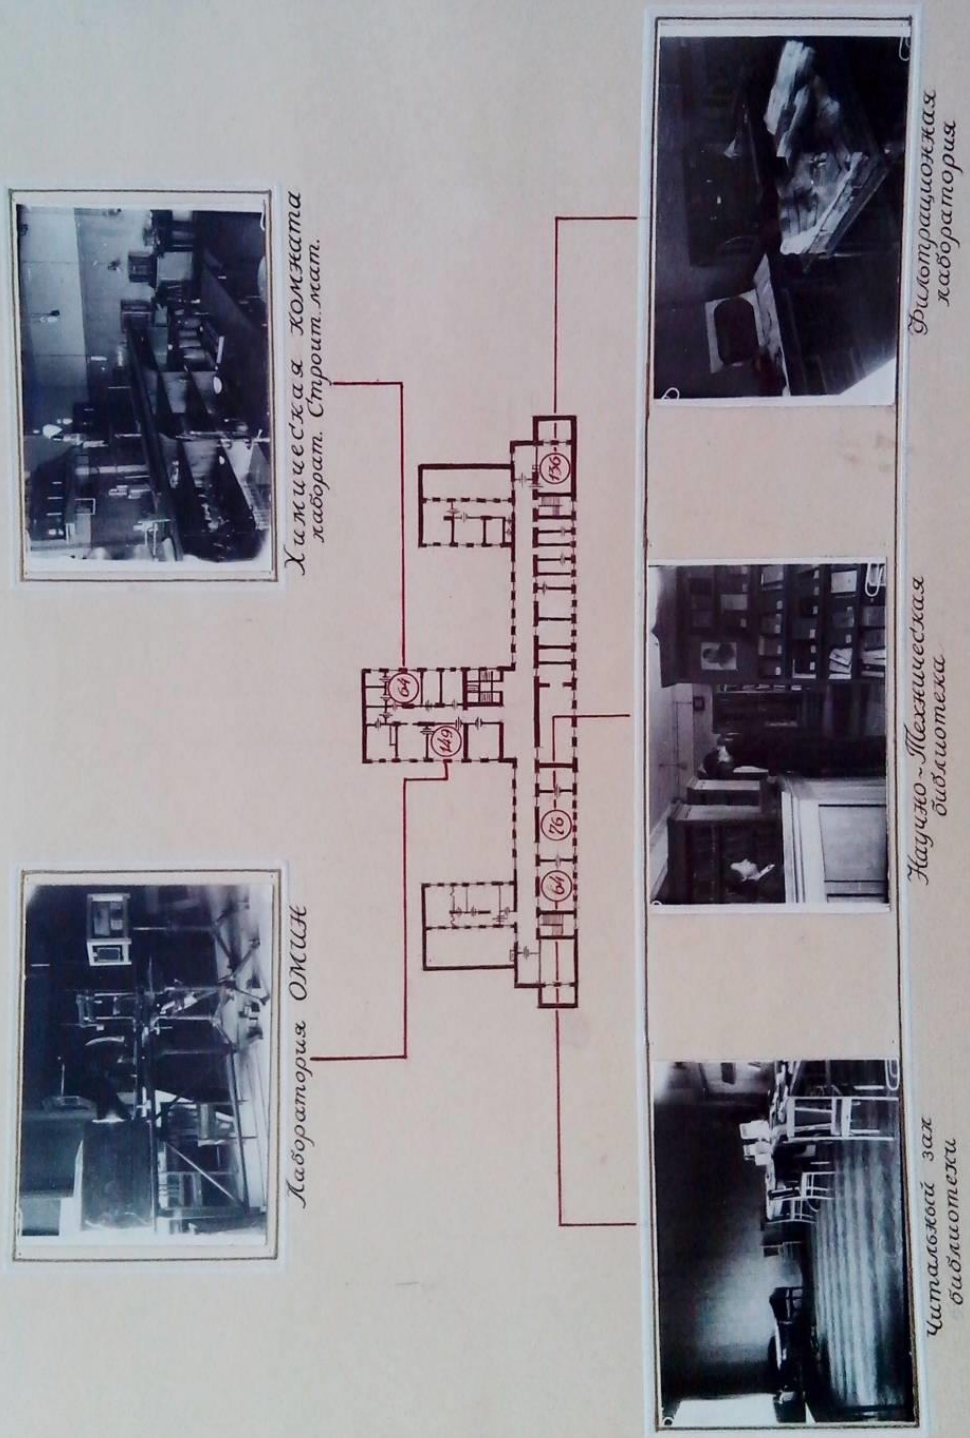 Лаборатория ОМИН
Химическая комната
лаборат. Строит. мат.
149
64
64
76
Читальный зал
библиотеки
Научно~Техническая
библиотека
Фильтрационная
лаборатория